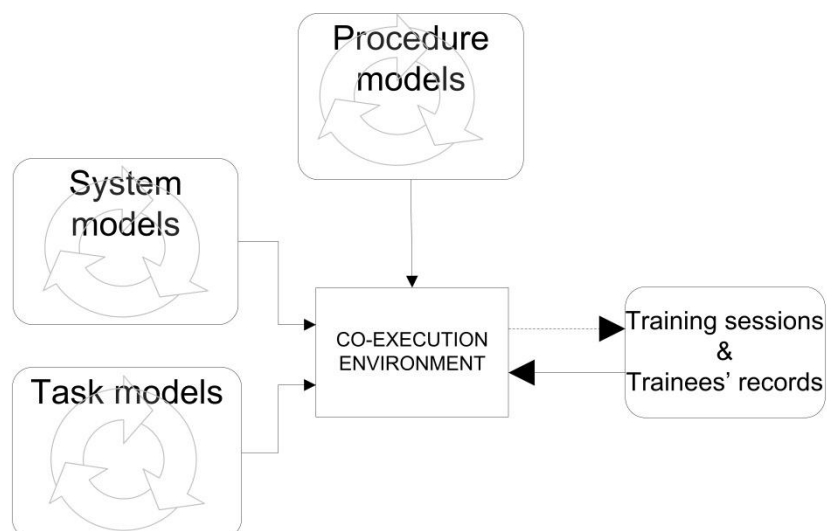 Procedure
models
System
models
Task models
CO-EXECUTION
ENVIRONMENT
Training sessions
&
Trainees’ records